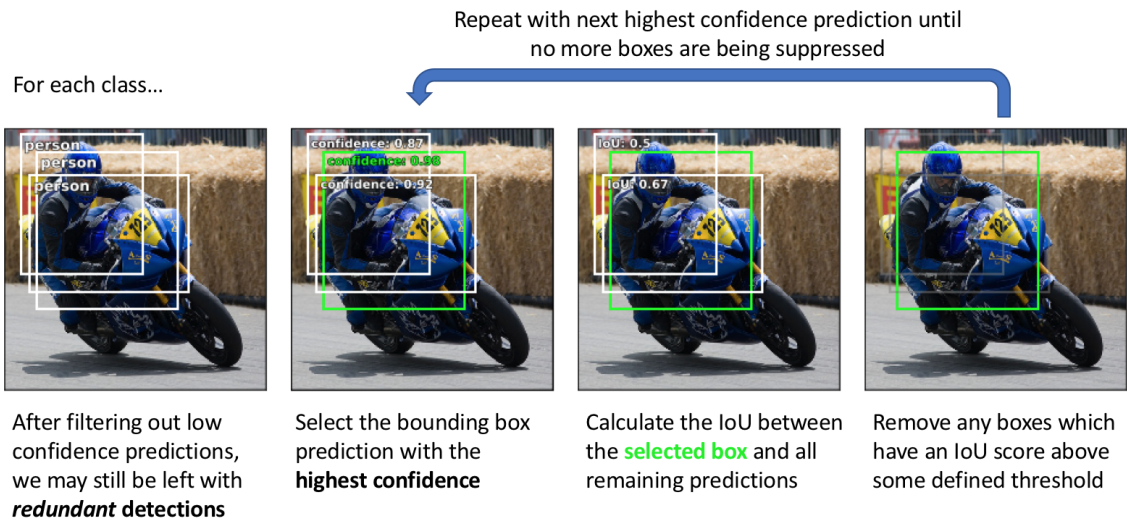 Repeat with next highest confidence prediction until
no more boxes are being suppressed
For each class...
person
person
person
confidence: 0.87
confidence: 0.98
confidence: 0.92
IoU: 0.5
IoU: 0.67
After filtering out low
confidence predictions,
we may still be left with
redundant detections
Select the bounding box
prediction with the
highest confidence
Calculate the IoU between
the selected box and all
remaining predictions
Remove any boxes which
have an IoU score above
some defined threshold